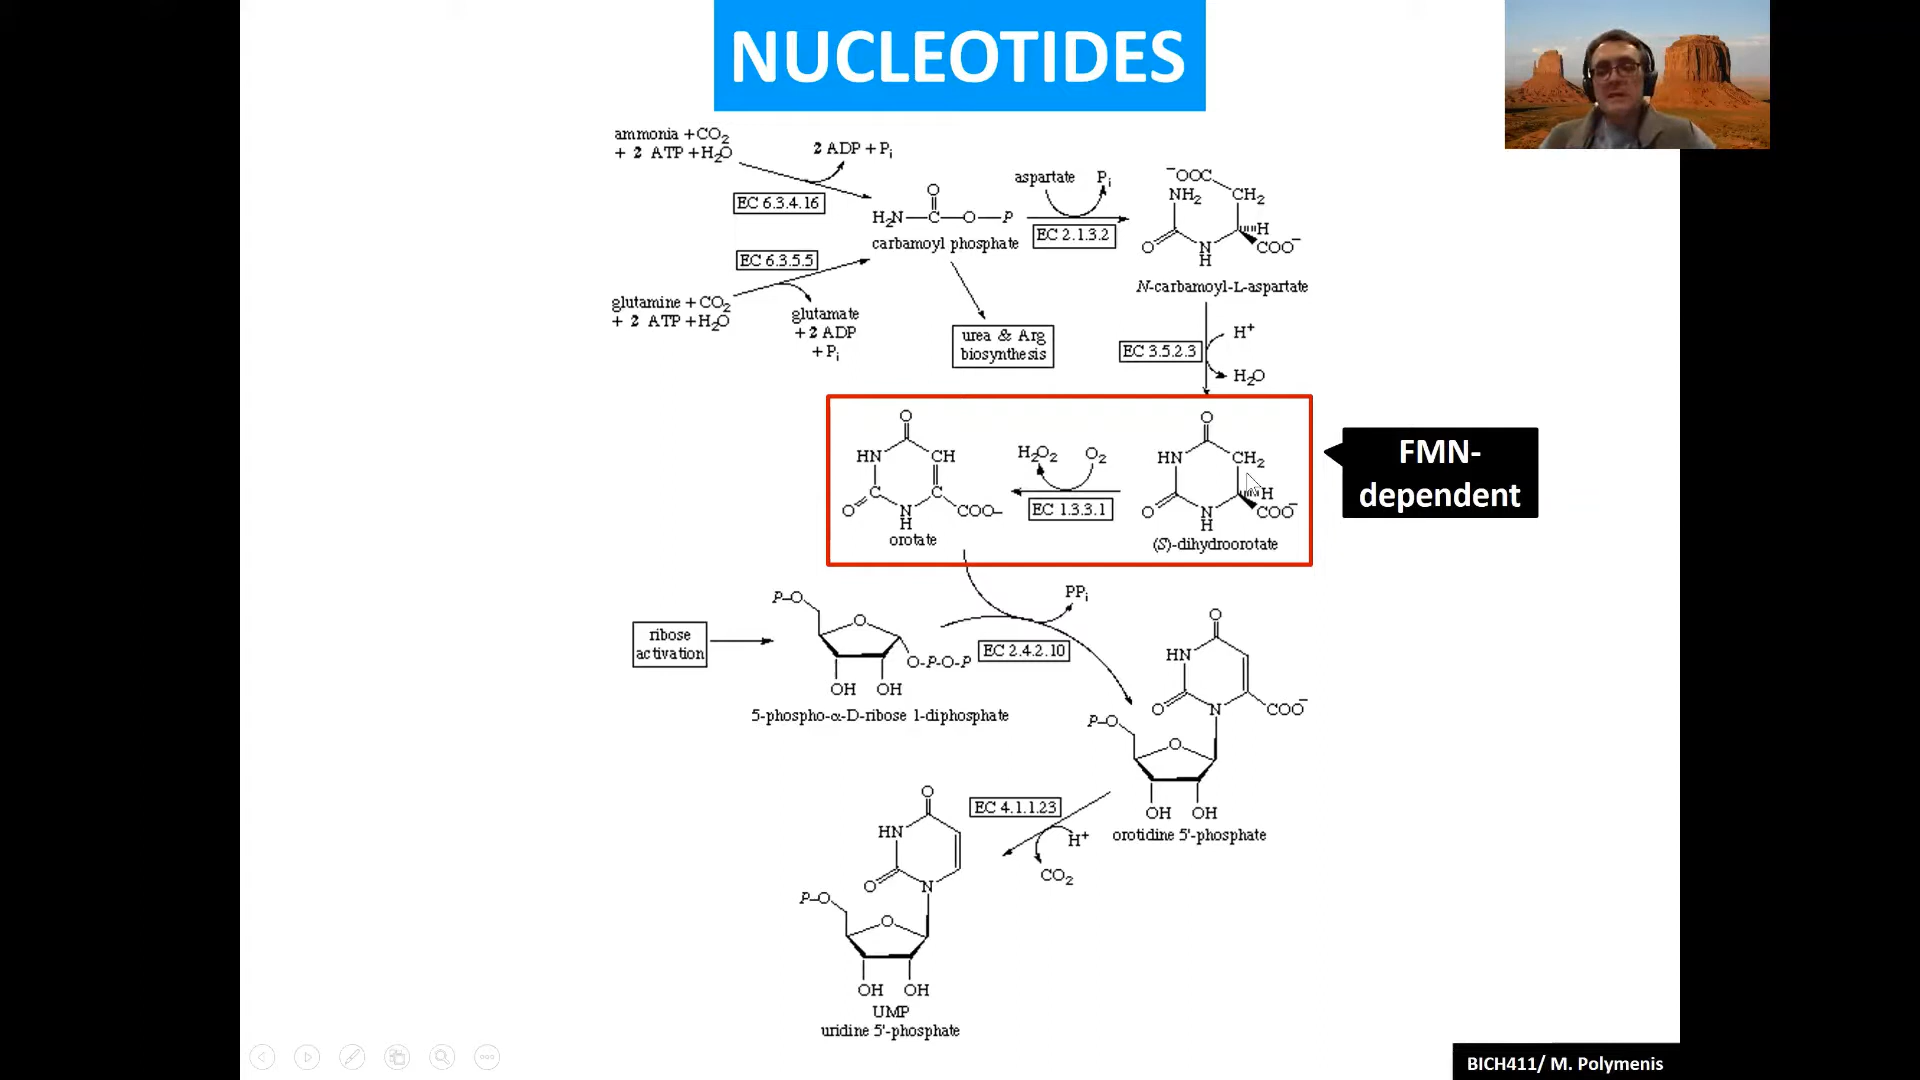 NUCLEOTIDES
ammonia + CO2
+ 2 ATP + H2O
2 ADP + Pi
EC 6.3.4.16
O
H2N C O P
carbamoyl phosphate
EC 6.3.5.5
glutamine + CO2
+ 2 ATP + H2O
glutamate
+ 2 ADP
+ Pi
aspartate Pi
EC 2.1.3.2
urea & Arg
biosynthesis
⁻OOC
NH2 CH2
H
O N COO⁻
H
N-carbamoyl-L-aspartate
H⁺
EC 3.5.2.3
H2O
O
HN CH
C C
O N COO–
H
orotate
H2O2 O2
EC 1.3.3.1
O
HN CH2
H
O N COO⁻
H
(S)-dihydroorotate
FMN-
dependent
ribose
activation
P–O
O
O-P-O-P
OH OH
5-phospho-α-D-ribose 1-diphosphate
PPi
EC 2.4.2.10
O
HN
O N COO⁻
P–O
O
OH OH
orotidine 5'-phosphate
EC 4.1.1.23
H⁺
CO2
O
HN
O N
P–O
O
OH OH
UMP
uridine 5'-phosphate
BICH411/ M. Polymenis